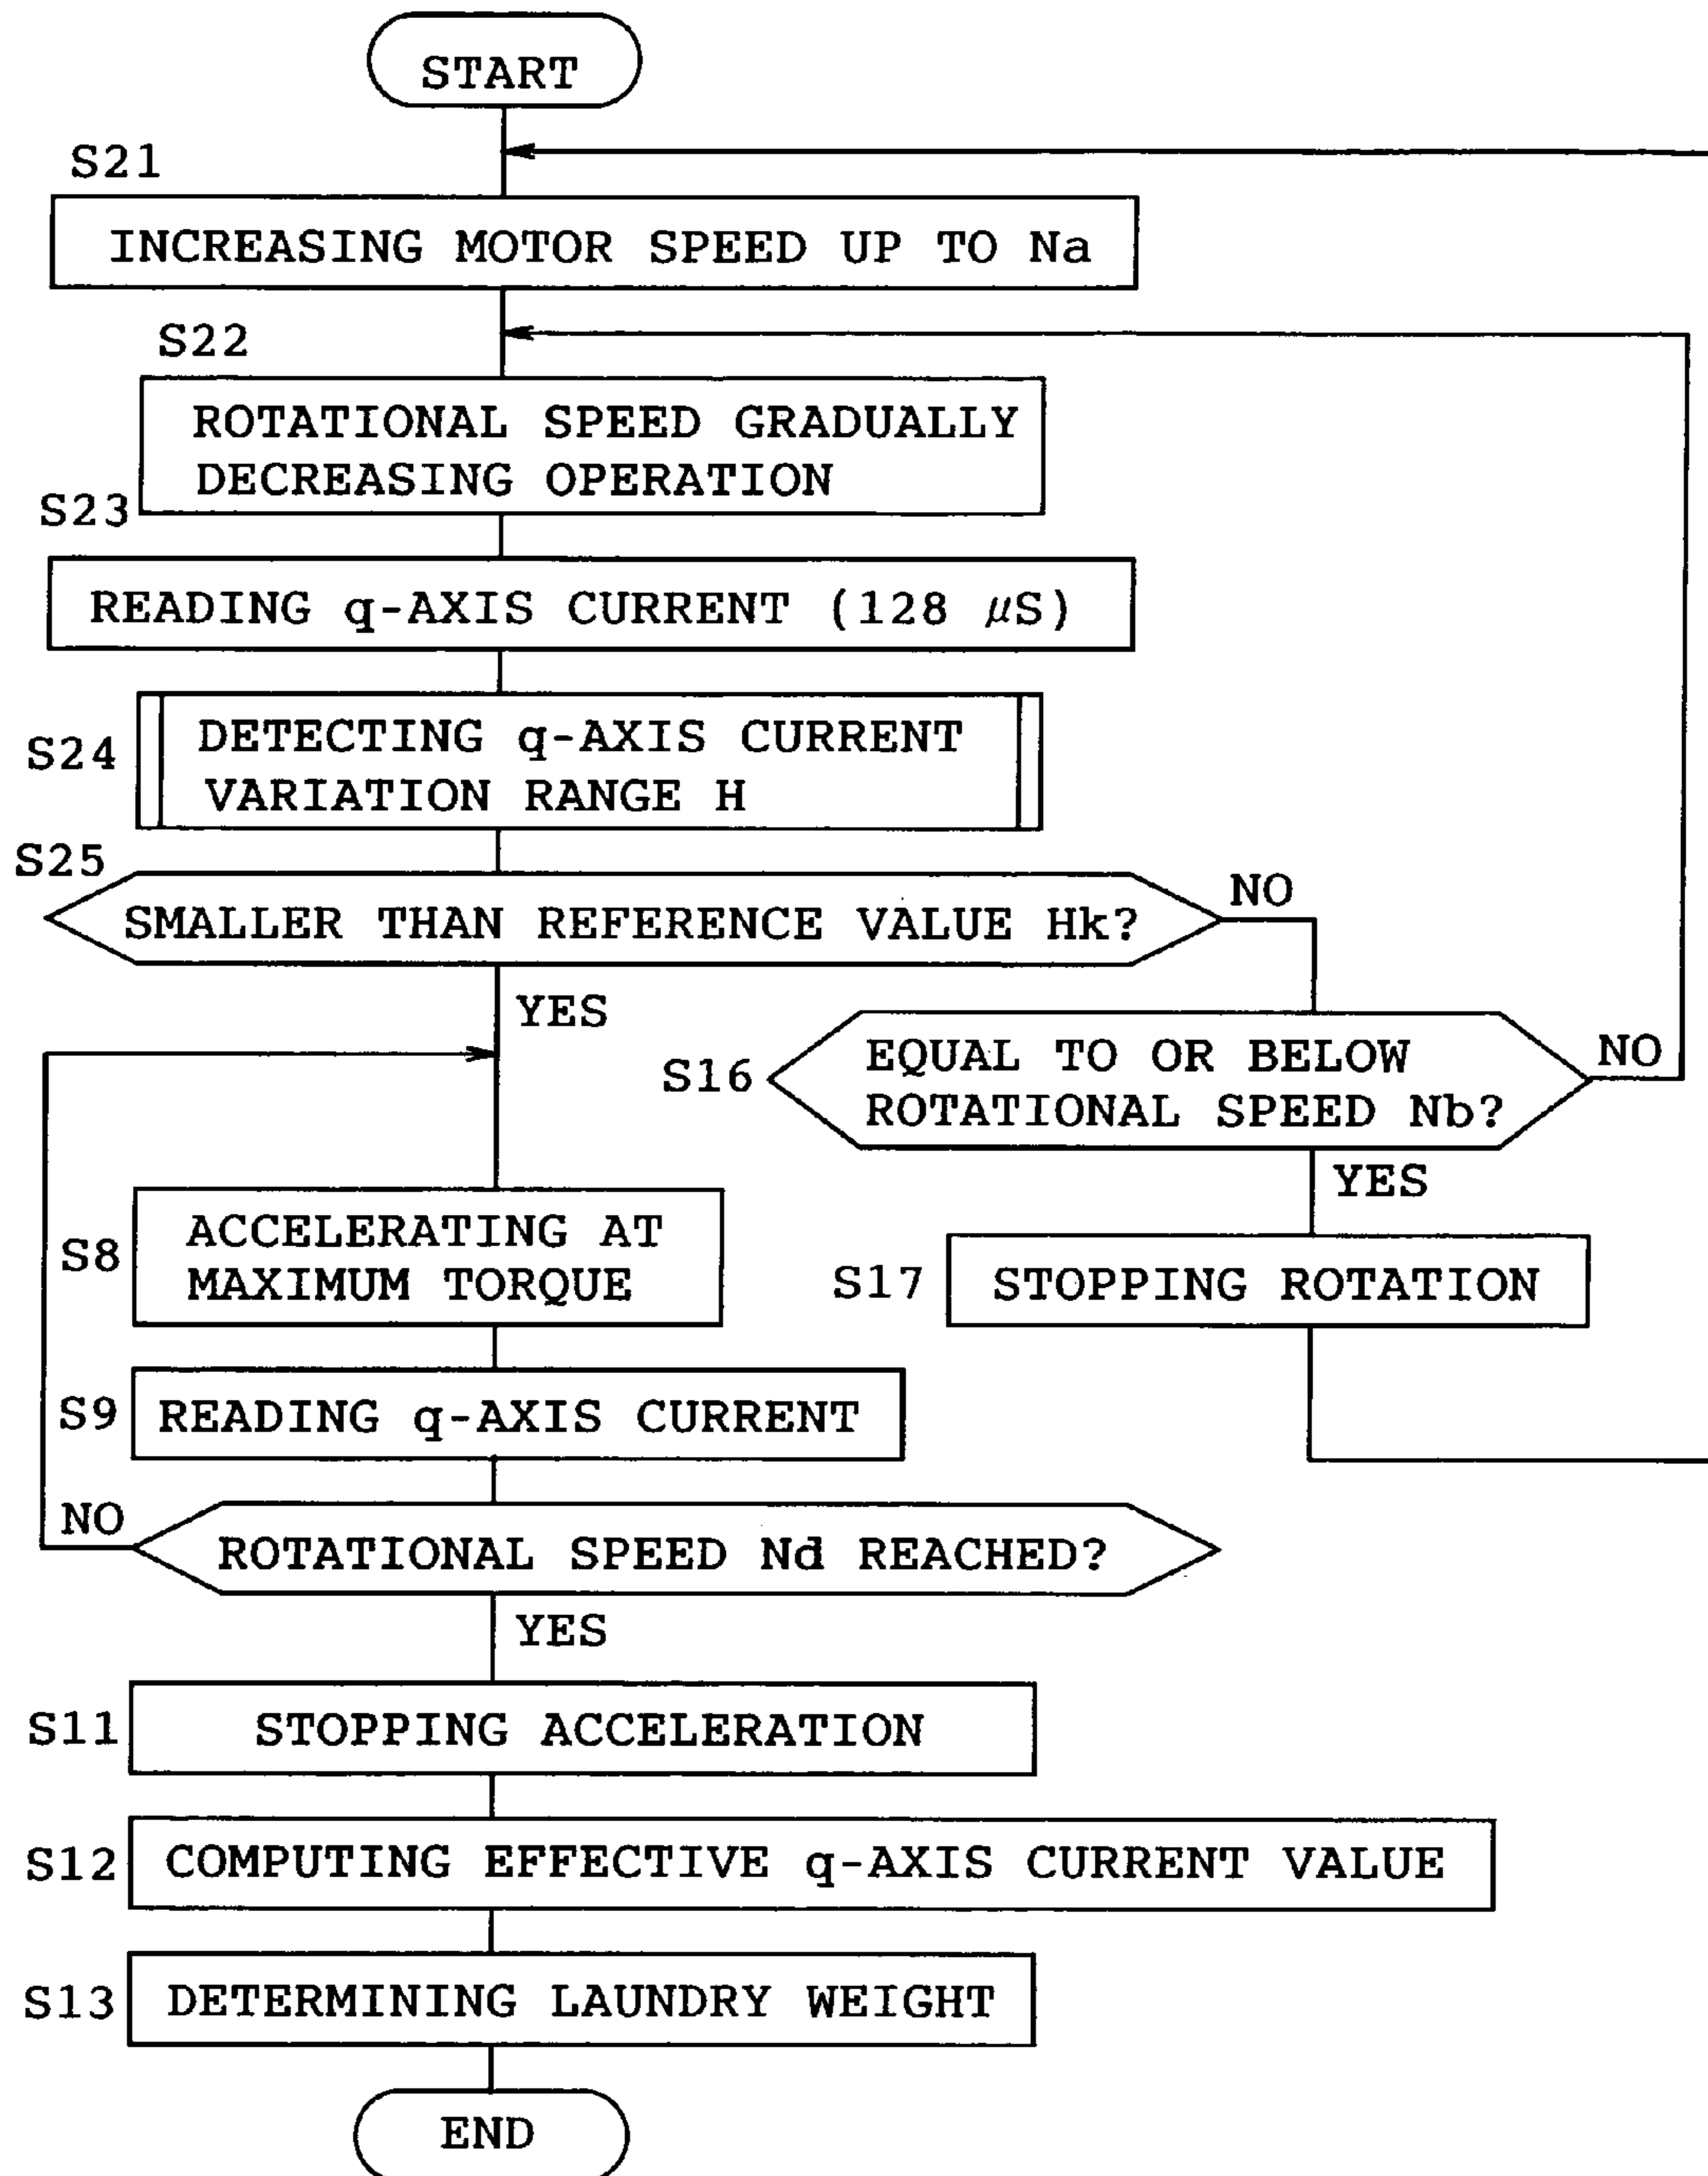 START
S21
INCREASING MOTOR SPEED UP TO Na
S22
ROTATIONAL SPEED GRADUALLY
DECREASING OPERATION
S23
READING q-AXIS CURRENT (128 μS)
S24
DETECTING q-AXIS CURRENT
VARIATION RANGE H
S25
SMALLER THAN REFERENCE VALUE Hk?
NO
YES
S16
EQUAL TO OR BELOW
ROTATIONAL SPEED Nb?
NO
YES
S8
ACCELERATING AT
MAXIMUM TORQUE
S17
STOPPING ROTATION
S9
READING q-AXIS CURRENT
NO
ROTATIONAL SPEED Nd REACHED?
YES
S11
STOPPING ACCELERATION
S12
COMPUTING EFFECTIVE q-AXIS CURRENT VALUE
S13
DETERMINING LAUNDRY WEIGHT
END